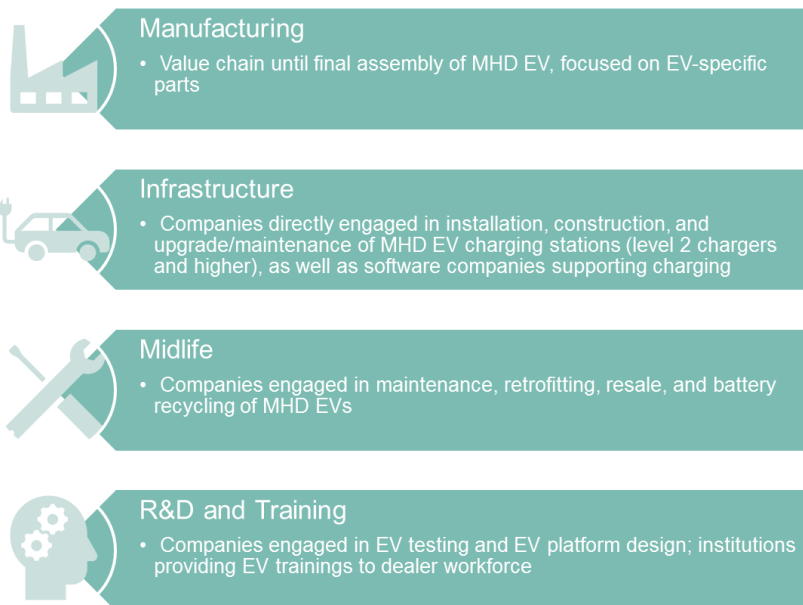 Manufacturing
• Value chain until final assembly of MHD EV, focused on EV-specific
parts
Infrastructure
• Companies directly engaged in installation, construction, and
upgrade/maintenance of MHD EV charging stations (level 2 chargers
and higher), as well as software companies supporting charging
Midlife
• Companies engaged in maintenance, retrofitting, resale, and battery
recycling of MHD EVs
R&D and Training
• Companies engaged in EV testing and EV platform design; institutions
providing EV trainings to dealer workforce